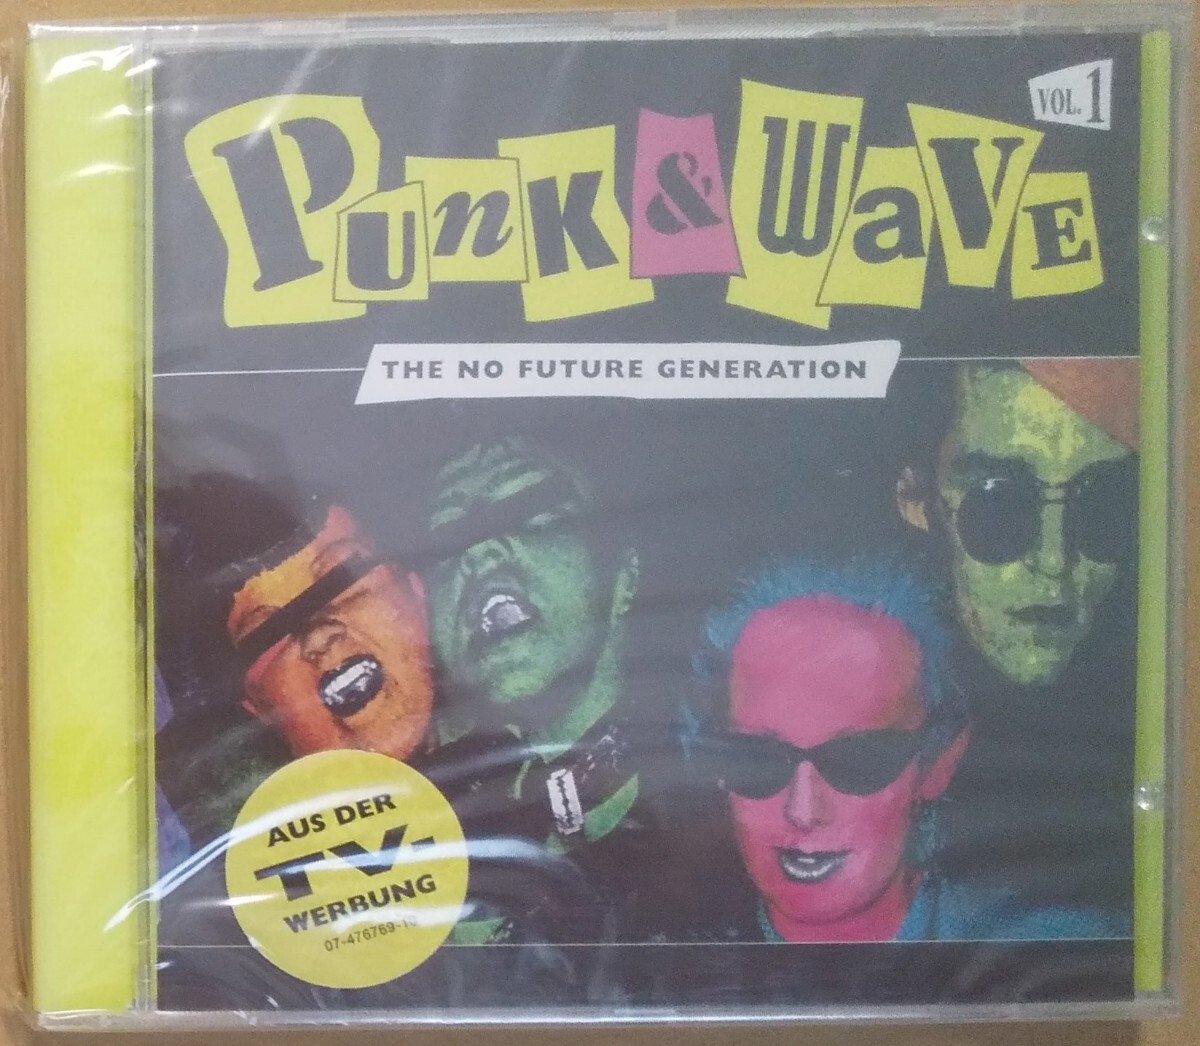 Punk & WaVE
VOL.1
THE NO FUTURE GENERATION
AUS DER
TV-
WERBUNG
07-476769-10